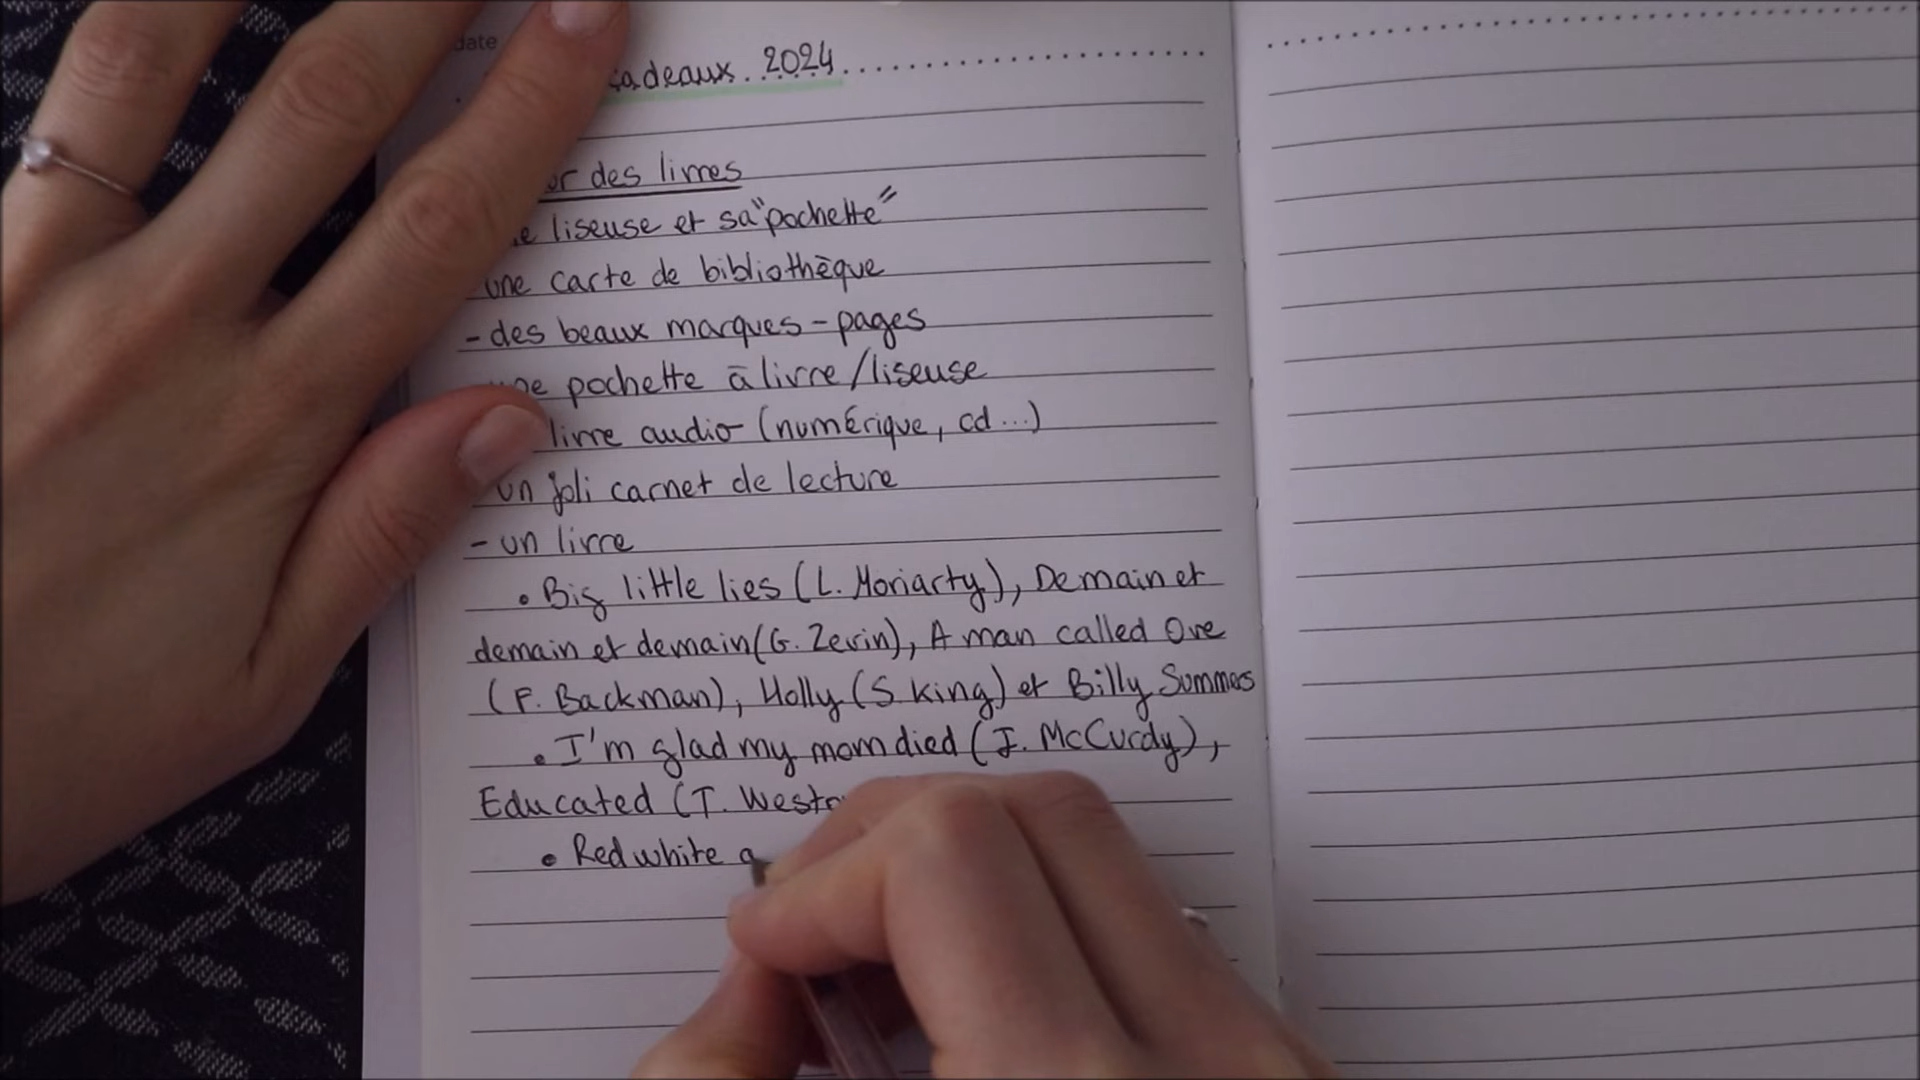 date
cadeaux 2024
des livres
liseuse et sa "pochette"
une carte de bibliothèque
- des beaux marques-pages
pochette à livre/liseuse
livre audio (numérique, cd...)
un joli carnet de lecture
- un livre
• Big little lies (L. Moriarty), Demain et
demain et demain (G. Zevin), A man called Ove
(F. Backman), Holly (S. King) et Billy Summers
• I'm glad my mom died (J. McCurdy),
Educated (T. Westo
• Red white a